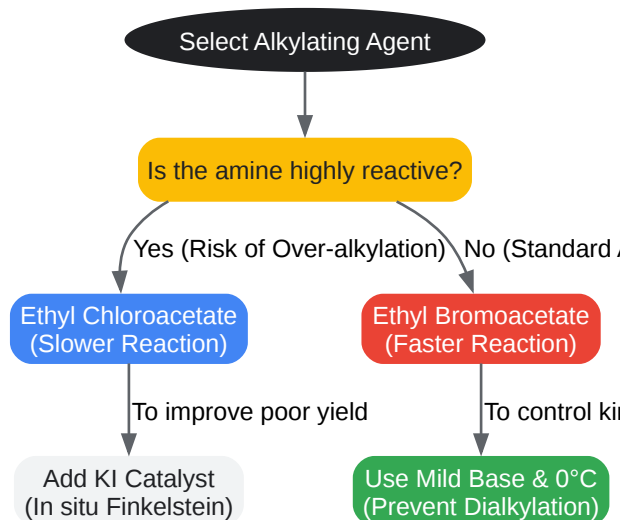 Select Alkylating Agent
Is the amine highly reactive?
Yes (Risk of Over-alkylation)
No (Standard
Ethyl Chloroacetate
(Slower Reaction)
Ethyl Bromoacetate
(Faster Reaction)
To improve poor yield
To control
Add KI Catalyst
(In situ Finkelstein)
Use Mild Base & 0°C
(Prevent Dialkylation)